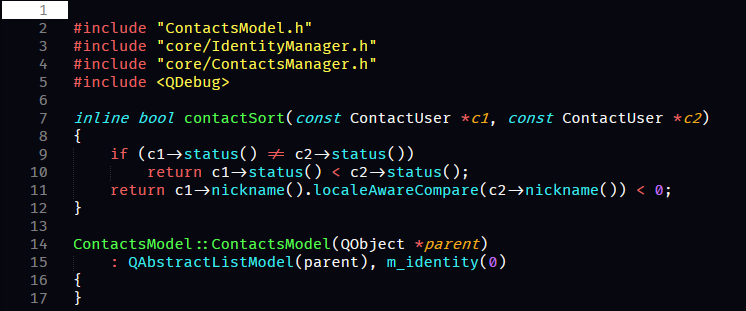 1
2 #include "ContactsModel.h"
3 #include "core/IdentityManager.h"
4 #include "core/ContactsManager.h"
5 #include <QDebug>
6
7 inline bool contactSort(const ContactUser *c1, const ContactUser *c2)
8 {
9     if (c1->status() != c2->status())
10         return c1->status() < c2->status();
11     return c1->nickname().localeAwareCompare(c2->nickname()) < 0;
12 }
13
14 ContactsModel::ContactsModel(QObject *parent)
15     : QAbstractListModel(parent), m_identity(0)
16 {
17 }